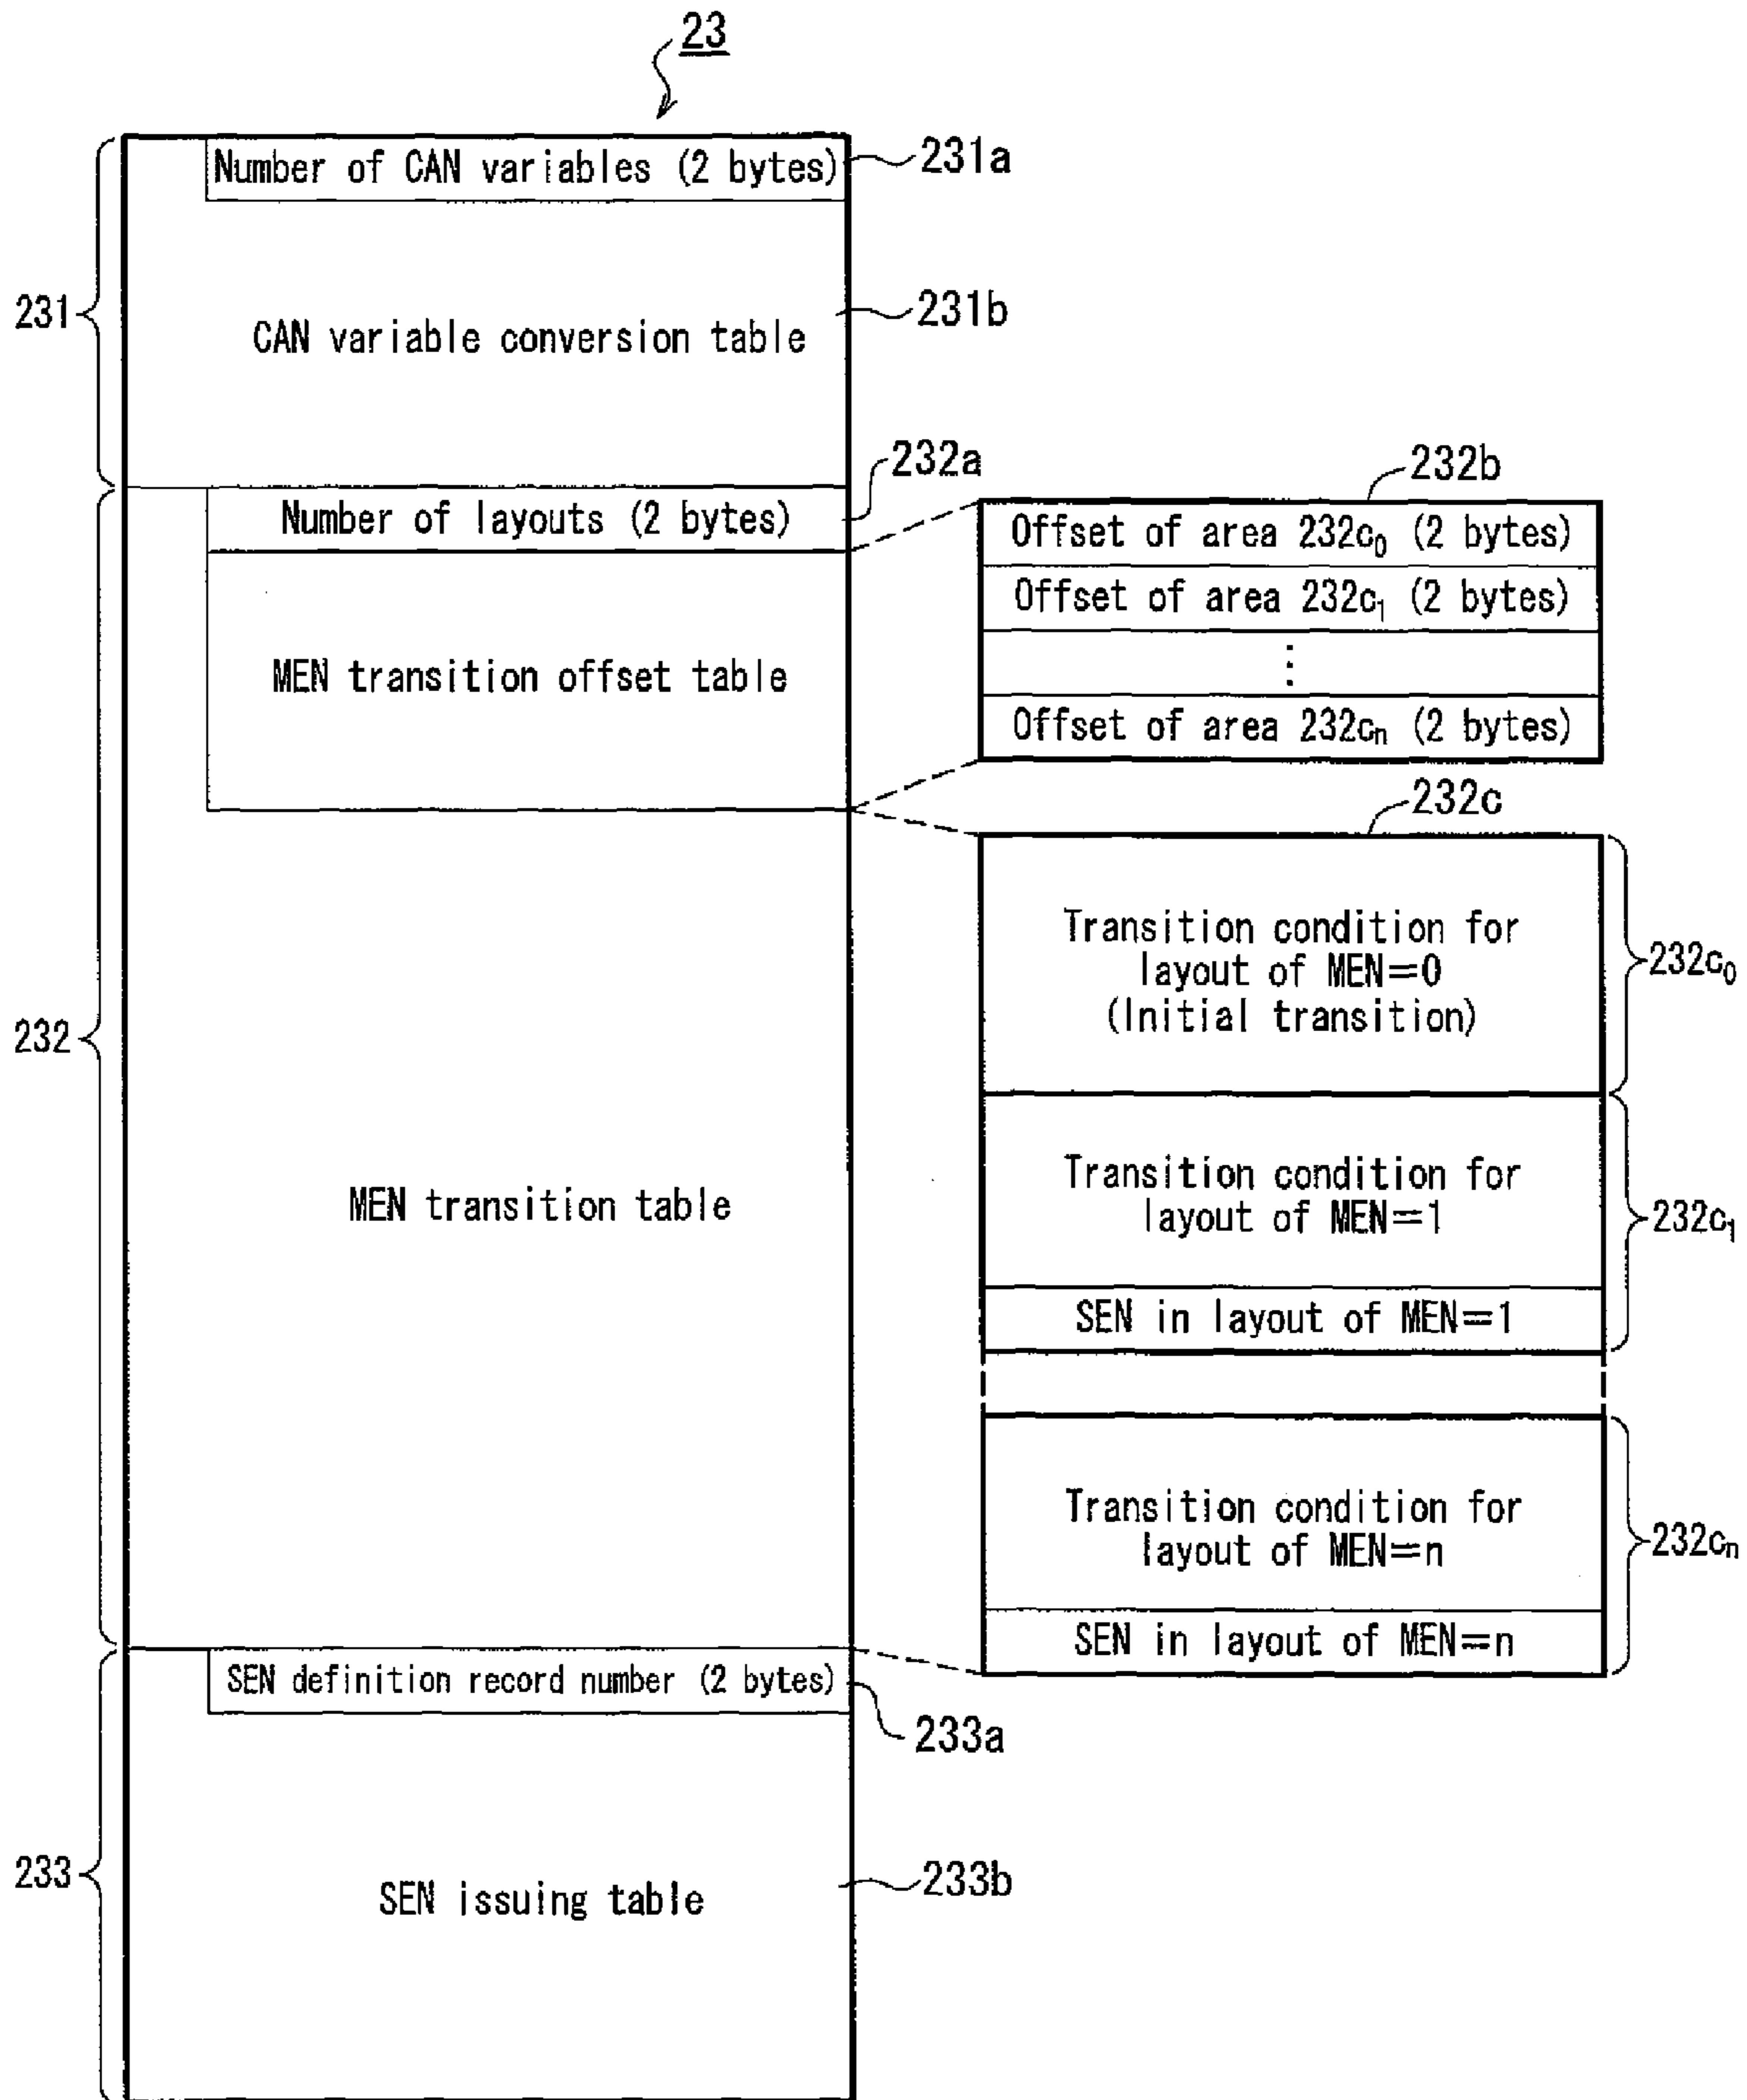 23
Number of CAN variables (2 bytes)
231a
231
231b
CAN variable conversion table
232a
Number of layouts (2 bytes)
MEN transition offset table
232b
Offset of area 232c₀ (2 bytes)
Offset of area 232c₁ (2 bytes)
⋮
Offset of area 232cₙ (2 bytes)
232c
Transition condition for
layout of MEN=0
(Initial transition)
232c₀
232
MEN transition table
Transition condition for
layout of MEN=1
232c₁
SEN in layout of MEN=1
Transition condition for
layout of MEN=n
232cₙ
SEN in layout of MEN=n
SEN definition record number (2 bytes)
233a
233
SEN issuing table
233b